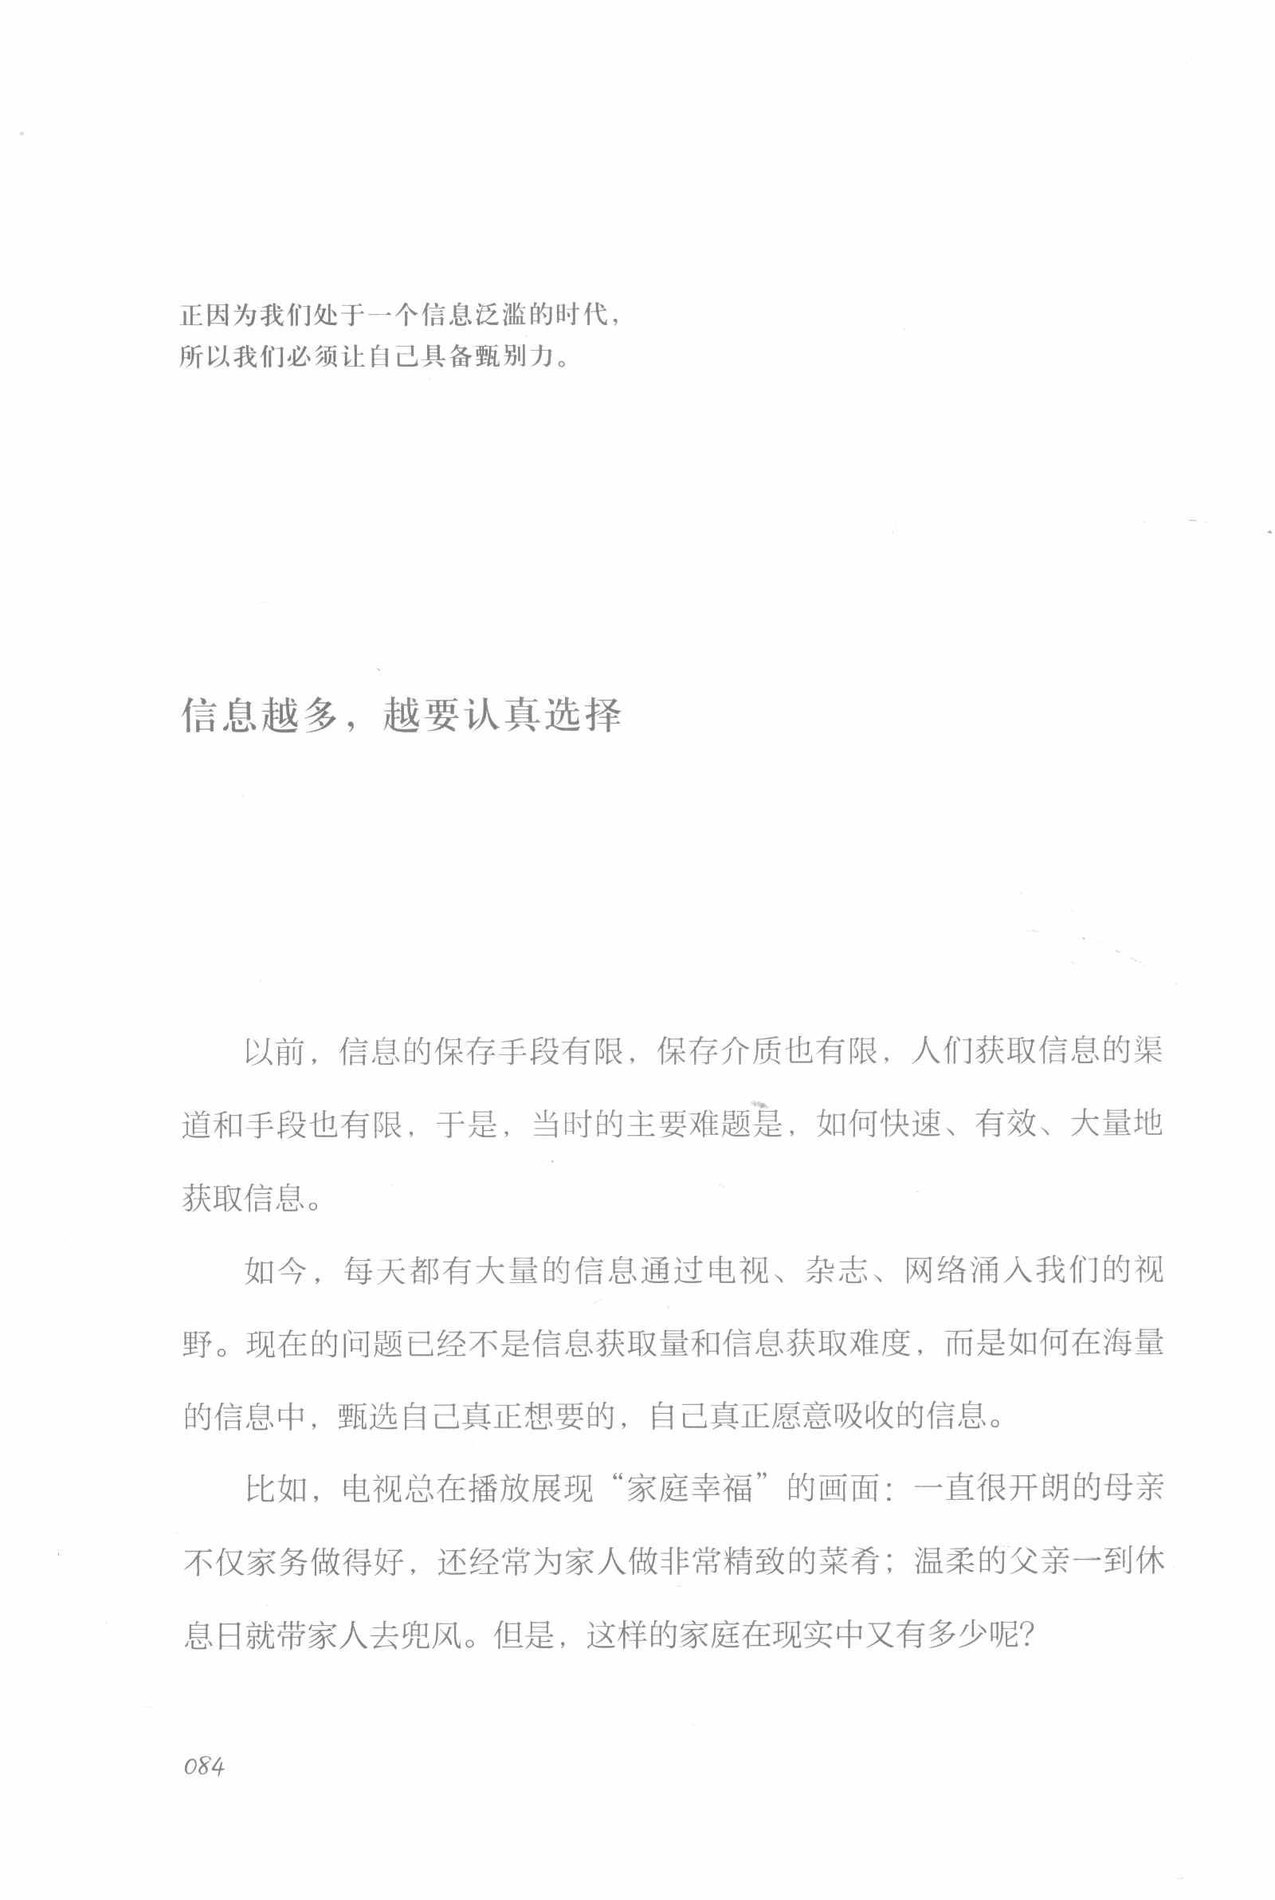 正因为我们处于一个信息泛滥的时代，
所以我们必须让自己具备甄别力。
信息越多，越要认真选择
以前，信息的保存手段有限，保存介质也有限，人们获取信息的渠
道和手段也有限，于是，当时的主要难题是，如何快速、有效、大量地
获取信息。
如今，每天都有大量的信息通过电视、杂志、网络涌入我们的视
野。现在的问题已经不是信息获取量和信息获取难度，而是如何在海量
的信息中，甄选自己真正想要的，自己真正愿意吸收的信息。
比如，电视总在播放展现“家庭幸福”的画面：一直很开朗的母亲
不仅家务做得好，还经常为家人做非常精致的菜肴；温柔的父亲一到休
息日就带家人去兜风。但是，这样的家庭在现实中又有多少呢？
084